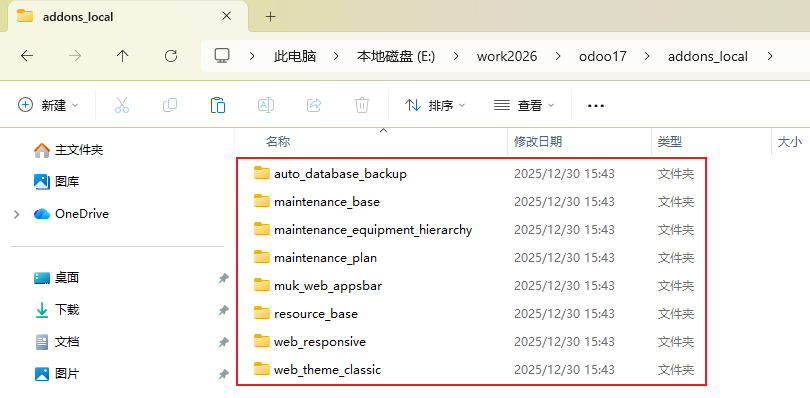 addons_local
此电脑 本地磁盘 (E:) work2026 odoo17 addons_local
新建 排序 查看
名称 修改日期 类型 大小
主文件夹
图库
OneDrive
桌面
下载
文档
图片
auto_database_backup 2025/12/30 15:43 文件夹
maintenance_base 2025/12/30 15:43 文件夹
maintenance_equipment_hierarchy 2025/12/30 15:43 文件夹
maintenance_plan 2025/12/30 15:43 文件夹
muk_web_appsbar 2025/12/30 15:43 文件夹
resource_base 2025/12/30 15:43 文件夹
web_responsive 2025/12/30 15:43 文件夹
web_theme_classic 2025/12/30 15:43 文件夹